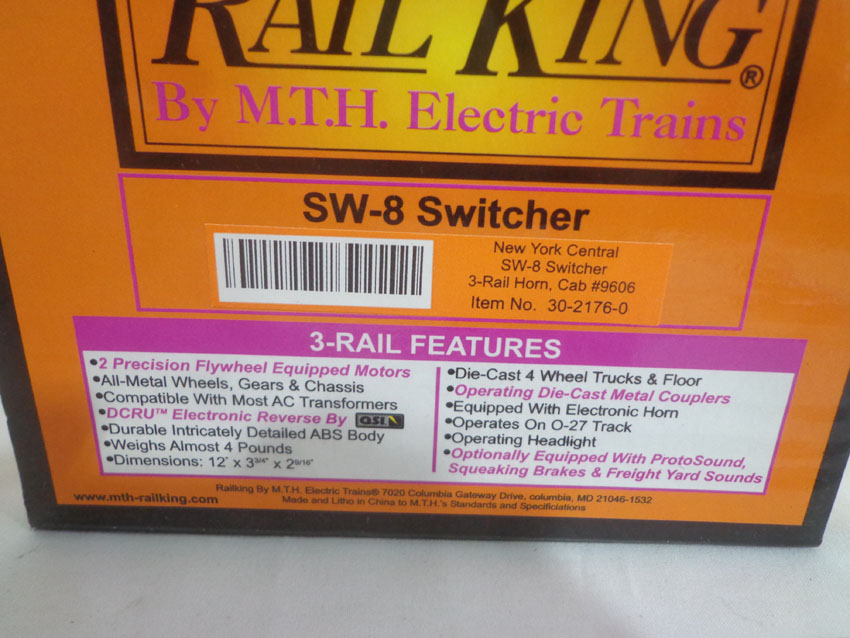 RAIL KING®
By M.T.H. Electric Trains
SW-8 Switcher
New York Central
SW-8 Switcher
3-Rail Horn, Cab #9606
Item No. 30-2176-0
3-RAIL FEATURES
•2 Precision Flywheel Equipped Motors
•All-Metal Wheels, Gears & Chassis
•Compatible With Most AC Transformers
•DCRU™ Electronic Reverse By QSI
•Durable Intricately Detailed ABS Body
•Weighs Almost 4 Pounds
•Dimensions: 12" x 3 3/4" x 2 9/16"
•Die-Cast 4 Wheel Trucks & Floor
•Operating Die-Cast Metal Couplers
•Equipped With Electronic Horn
•Operates On O-27 Track
•Operating Headlight
•Optionally Equipped With ProtoSound,
Squeaking Brakes & Freight Yard Sounds
www.mth-railking.com
Railking By M.T.H. Electric Trains® 7020 Columbia Gateway Drive, columbia, MD 21046-1532
Made and Litho in China to M.T.H.'s Standards and Specificiations